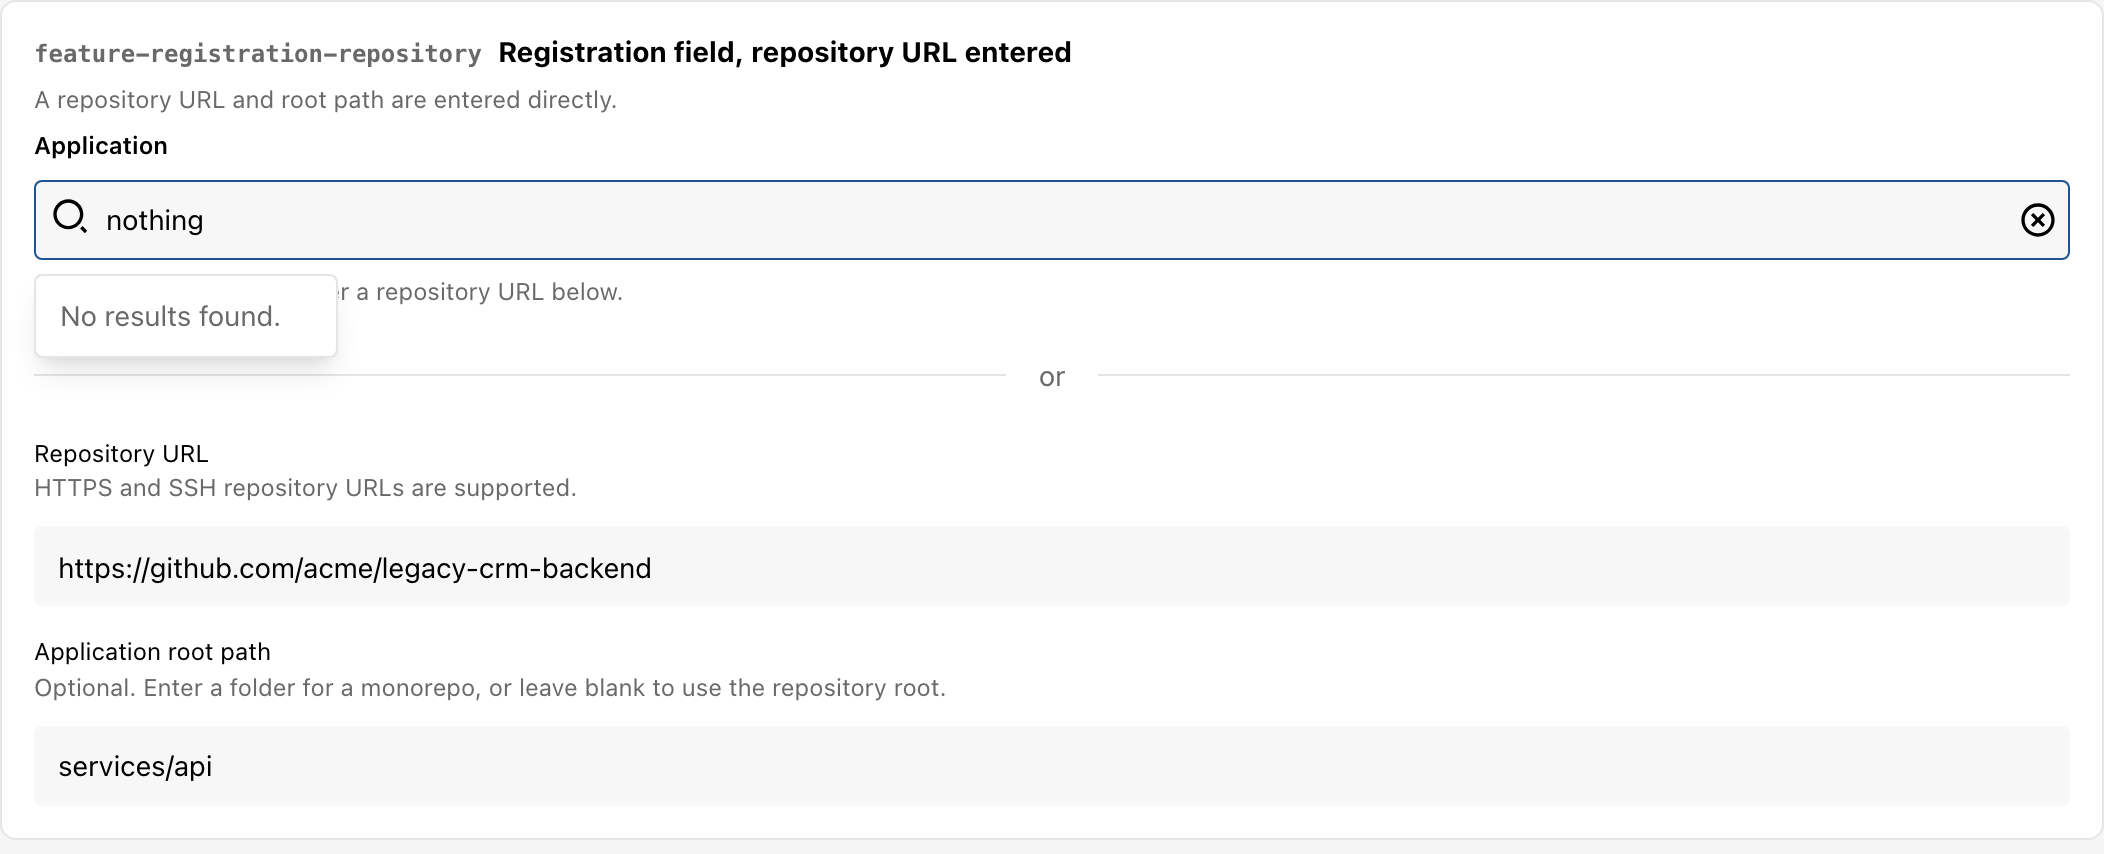 feature-registration-repository Registration field, repository URL entered
A repository URL and root path are entered directly.
Application
nothing
a repository URL below.
No results found.
or
Repository URL
HTTPS and SSH repository URLs are supported.
https://github.com/acme/legacy-crm-backend
Application root path
Optional. Enter a folder for a monorepo, or leave blank to use the repository root.
services/api